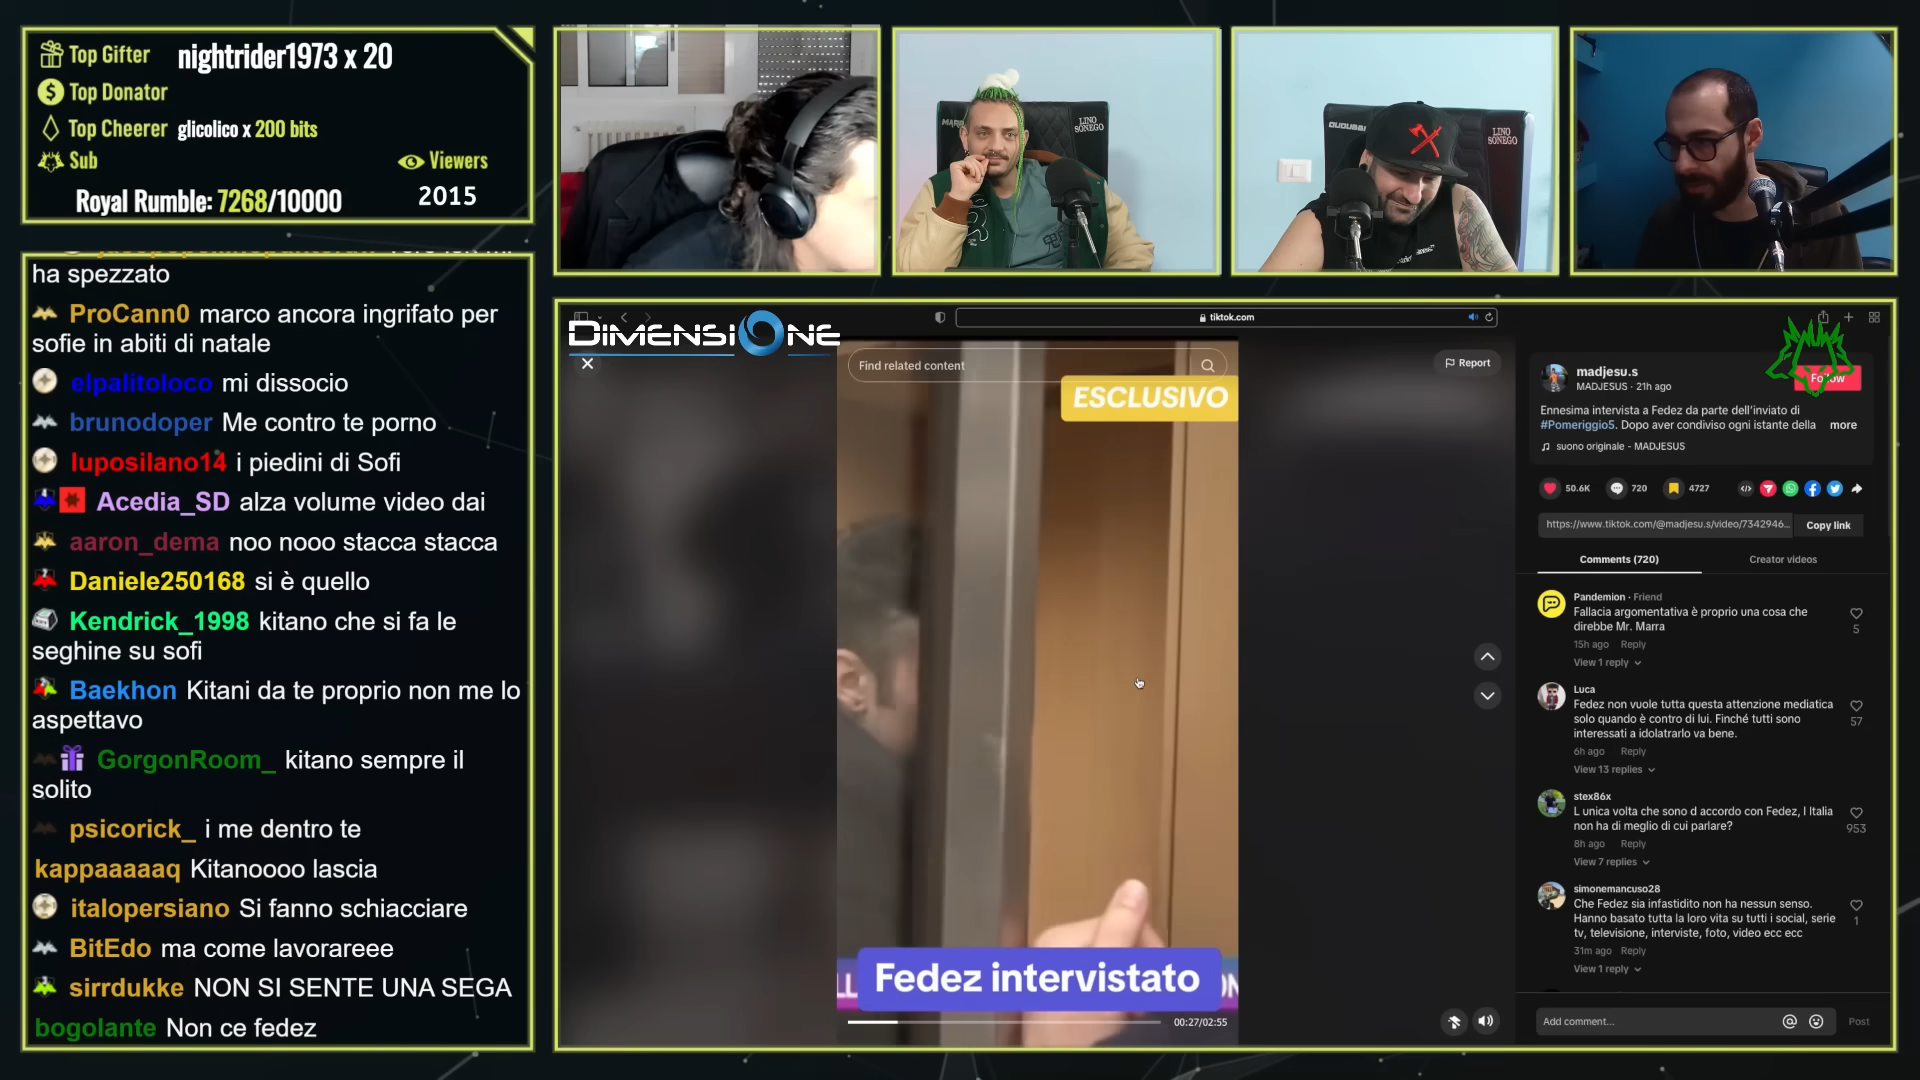 Top Gifter nightrider1973 x 20
Top Donator
Top Cheerer glicolico x 200 bits
Sub
Viewers
Royal Rumble: 7268/10000
2015
ha spezzato
ProCann0 marco ancora ingrifato per
sofie in abiti di natale
elpalitoloco mi dissocio
brunodoper Me contro te porno
luposilano14 i piedini di Sofi
Acedia_SD alza volume video dai
aaron_dema noo nooo stacca stacca
Daniele250168 si è quello
Kendrick_1998 kitano che si fa le
seghine su sofi
Baekhon Kitani da te proprio non me lo
aspettavo
GorgonRoom_ kitano sempre il
solito
psicorick_ i me dentro te
kappaaaaaq Kitanoooo lascia
italopersiano Si fanno schiacciare
BitEdo ma come lavorareee
sirrdukke NON SI SENTE UNA SEGA
bogolante Non ce fedez
LINO
SONEGO
DUDUBBI
LINO
SONEGO
DIMENSIONE
tiktok.com
Find related content
Report
ESCLUSIVO
Fedez intervistato
00:27/02:55
madjesu.s
MADJESUS · 21h ago
Follow
Ennesima intervista a Fedez da parte dell'inviato di
#Pomeriggio5. Dopo aver condiviso ogni istante della more
suono originale - MADJESUS
50.6K
720
4727
https://www.tiktok.com/@madjesu.s/video/7342946...
Copy link
Comments (720)
Creator videos
Pandemion · Friend
Fallacia argomentativa è proprio una cosa che
direbbe Mr. Marra
5
15h ago Reply
View 1 reply
Luca
Fedez non vuole tutta questa attenzione mediatica
solo quando è contro di lui. Finché tutti sono
interessati a idolatrarlo va bene.
57
6h ago Reply
View 13 replies
stex86x
L unica volta che sono d accordo con Fedez, l Italia
non ha di meglio di cui parlare?
953
8h ago Reply
View 7 replies
simonemancuso28
Che Fedez sia infastidito non ha nessun senso.
Hanno basato tutta la loro vita su tutti i social, serie
tv, televisione, interviste, foto, video ecc ecc
1
31m ago Reply
View 1 reply
Add comment...
Post